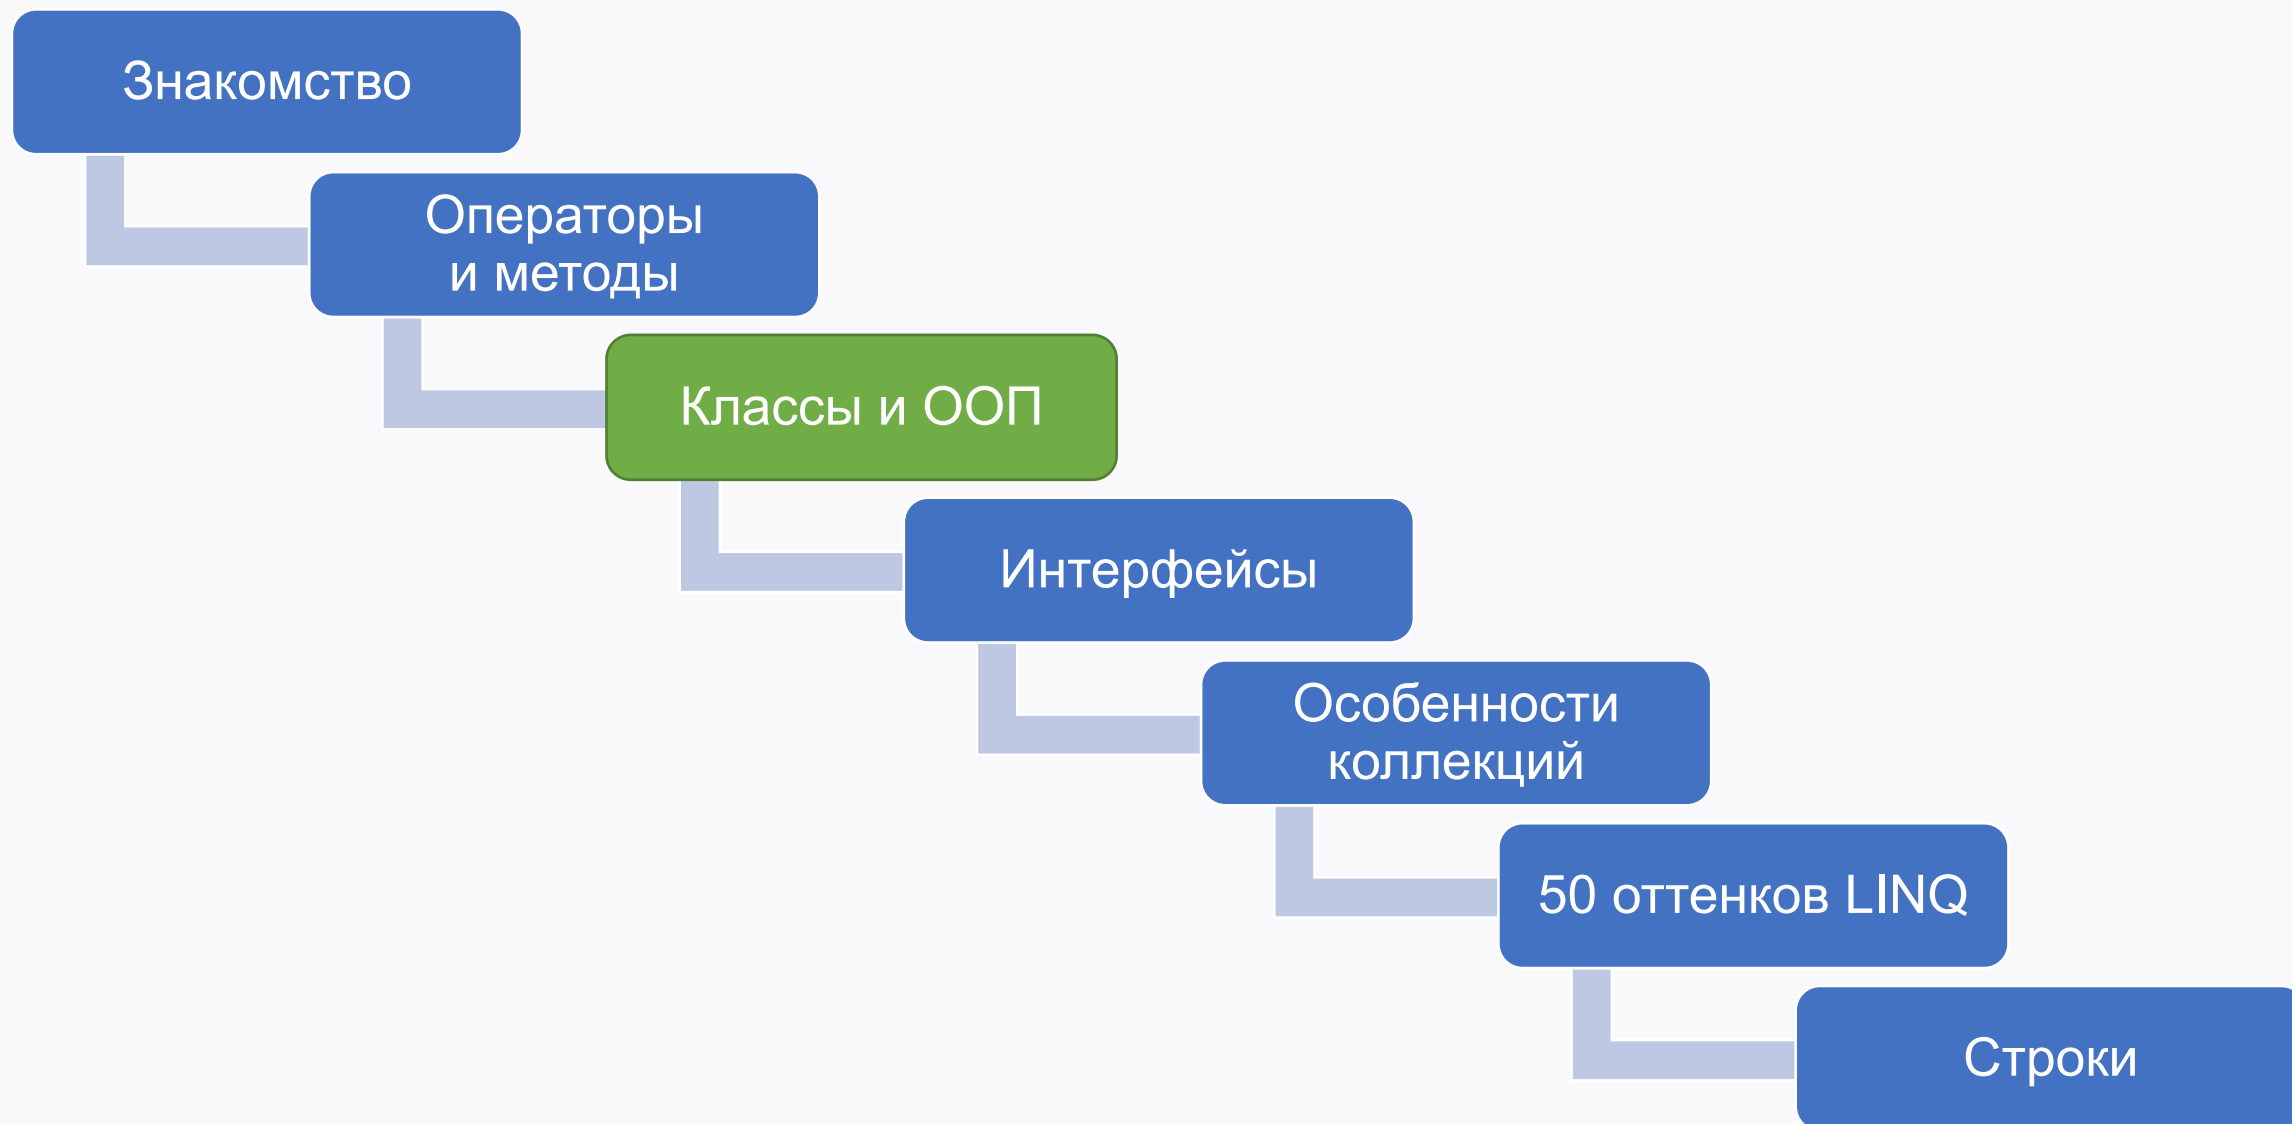 Знакомство
Операторы
и методы
Классы и ООП
Интерфейсы
Особенности
коллекций
50 оттенков LINQ
Строки